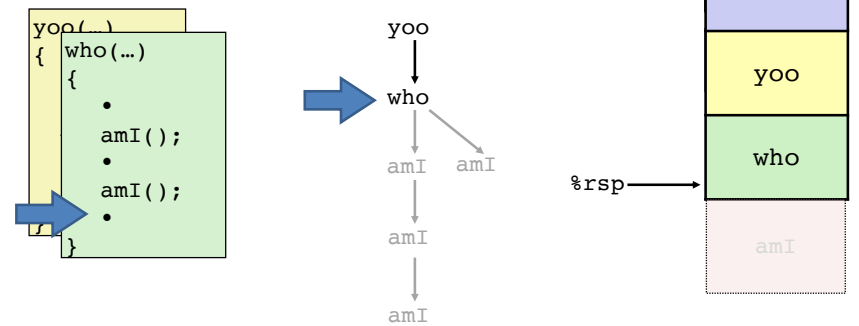 yoo(…)
{
}
who(…)
{
•
amI();
•
amI();
•
}
yoo
who
amI amI
amI
amI
yoo
who
%rsp
amI